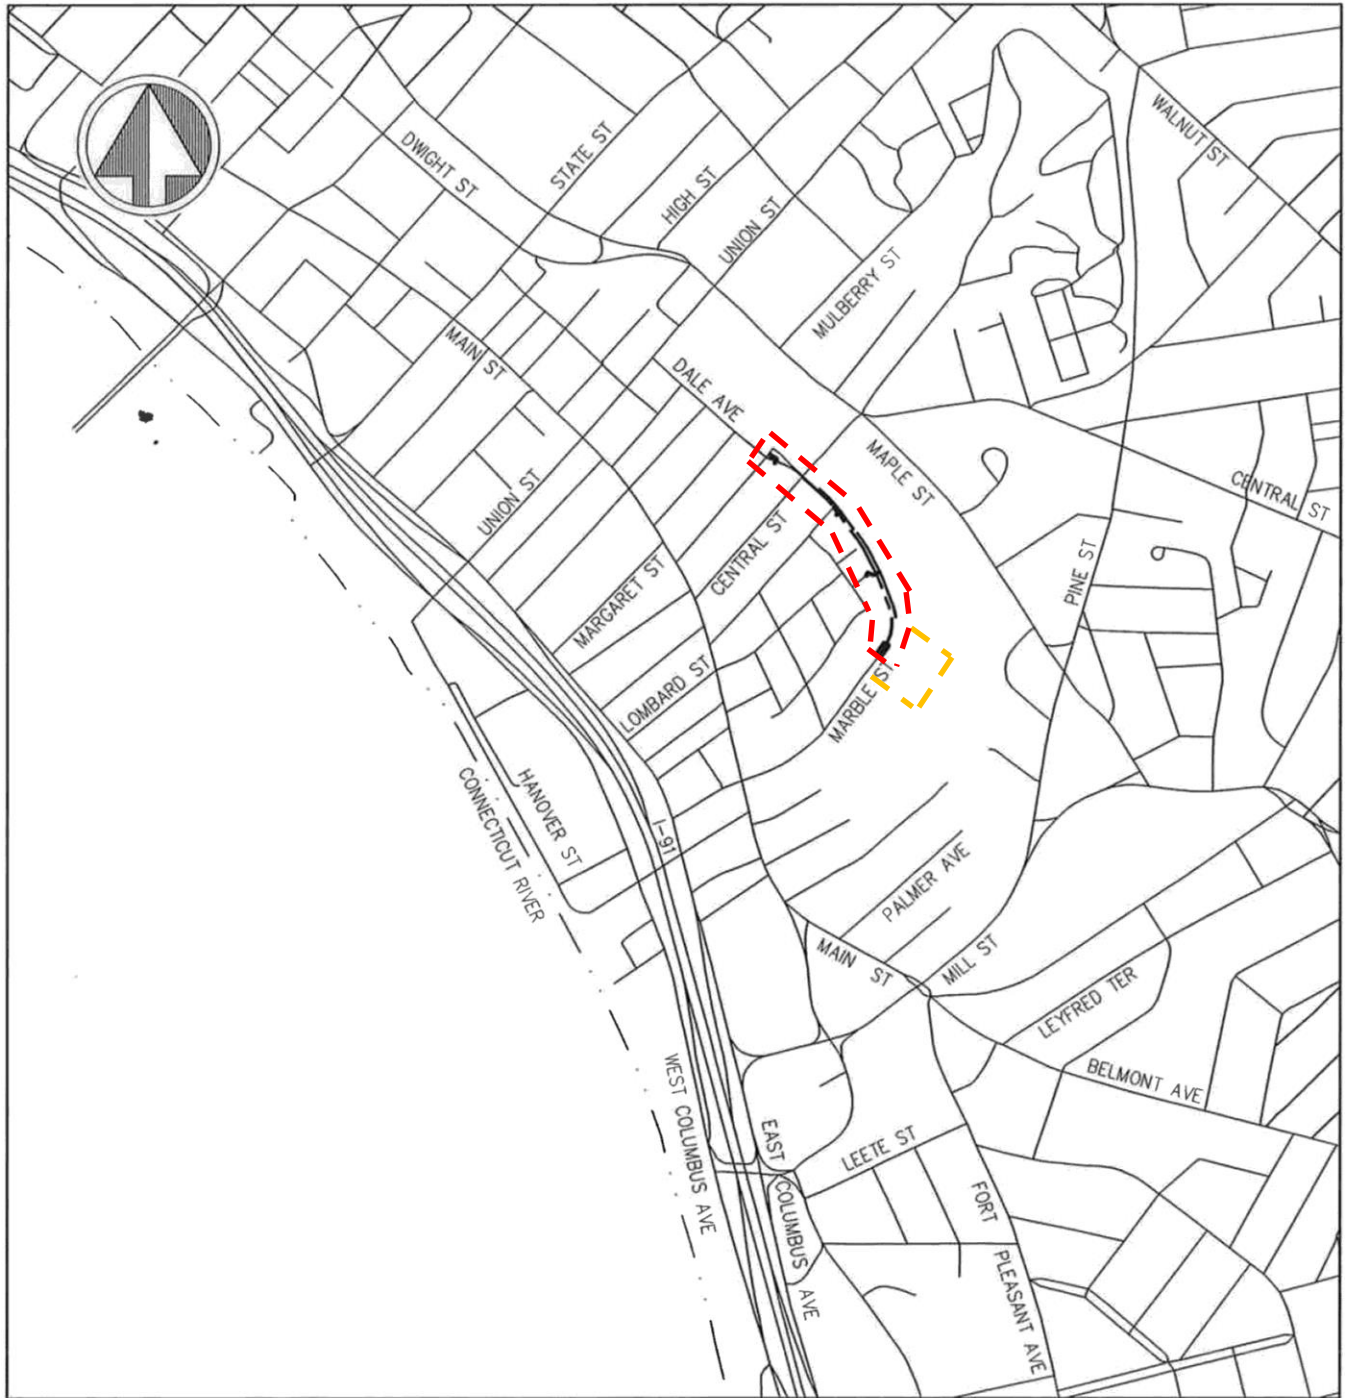 WALNUT ST
DWIGHT ST
STATE ST
HIGH ST
UNION ST
MULBERRY ST
MAIN ST
DALE AVE
MAPLE ST
CENTRAL ST
UNION ST
CENTRAL ST
PINE ST
MARGARET ST
LOMBARD ST
MARBLE ST
HANOVER ST
CONNECTICUT RIVER
I-91
PALMER AVE
MAIN ST
MILL ST
LEYFRED TER
BELMONT AVE
WEST COLUMBUS AVE
EAST COLUMBUS AVE
LEETE ST
FORT PLEASANT AVE